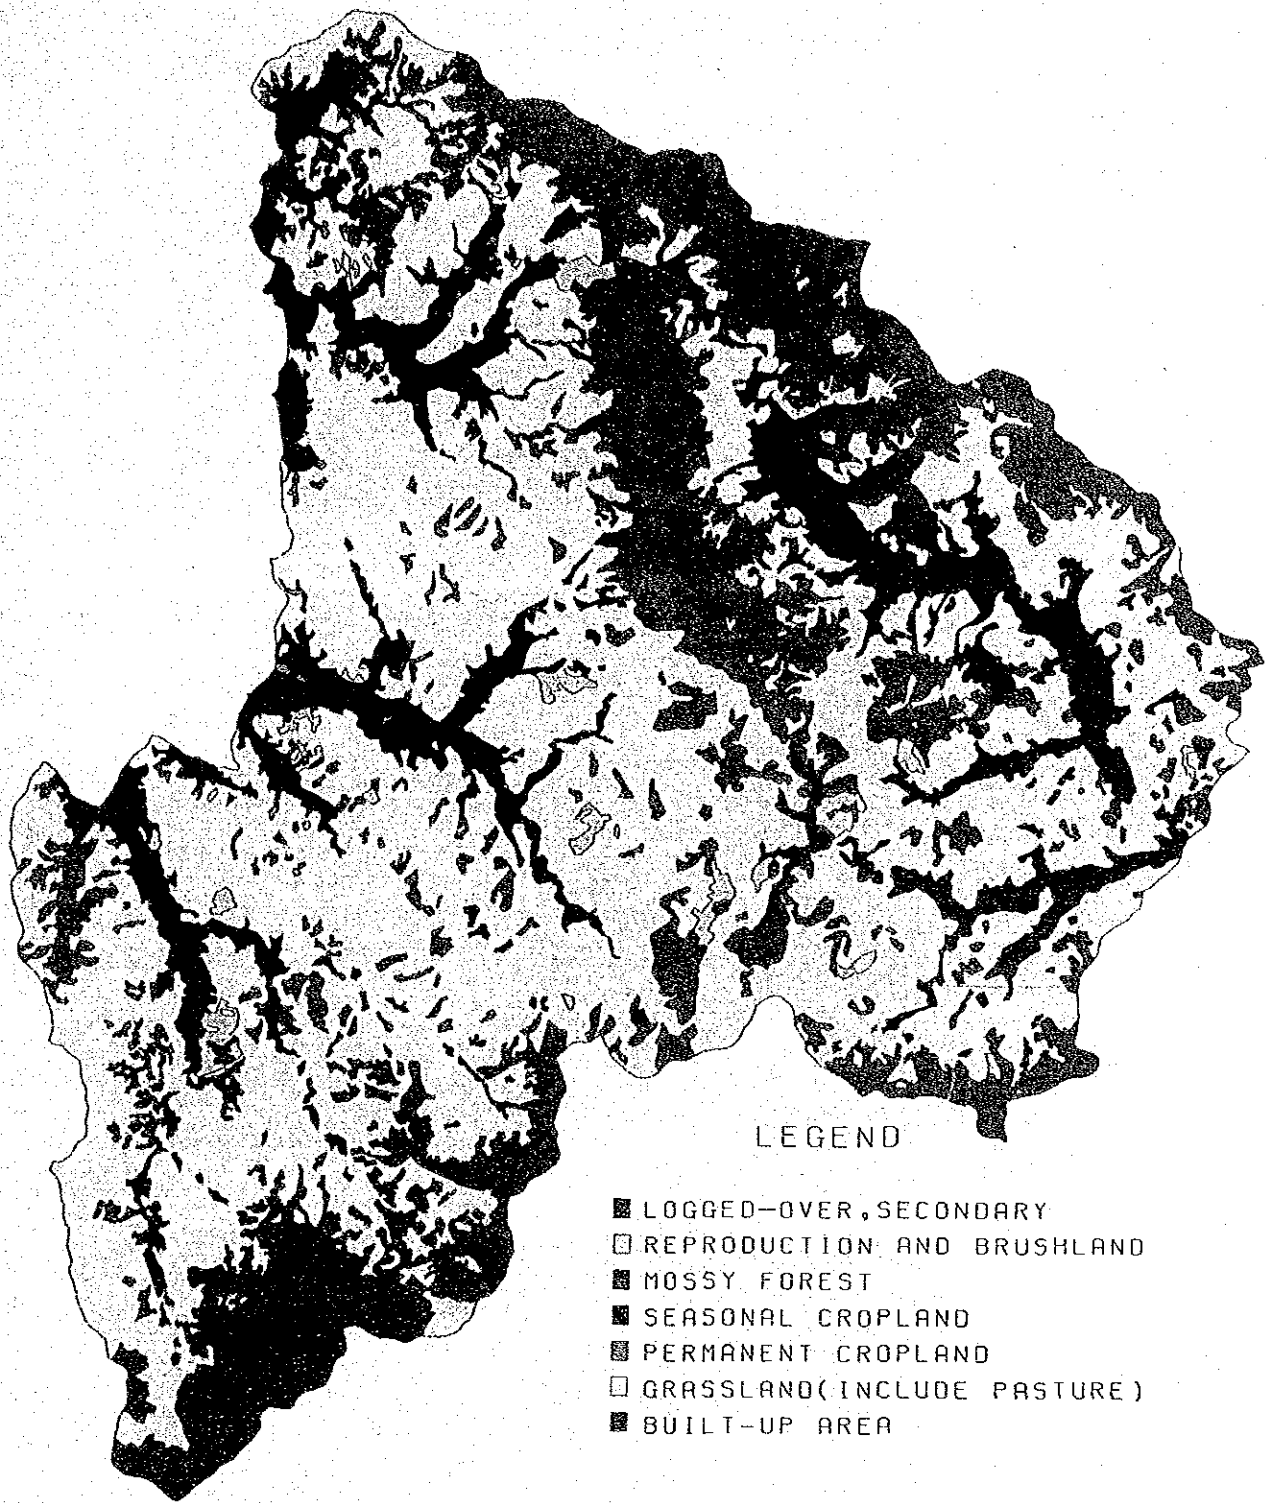 LEGEND
LOGGED-OVER, SECONDARY
REPRODUCTION AND BRUSHLAND
MOSSY FOREST
SEASONAL CROPLAND
PERMANENT CROPLAND
GRASSLAND(INCLUDE PASTURE)
BUILT-UP AREA